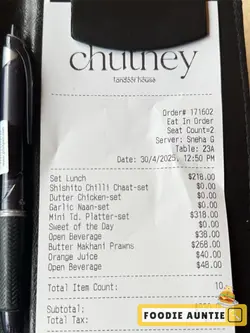 chutney
tandoor house
Order# 171602
Eat In Order
Seat Count=2
Server: Sneha G
Table: 23A
Date: 30/4/2025, 12:50 PM
Set Lunch $218.00
Shishito Chilli Chaat-set $0.00
Butter Chicken-set $0.00
Garlic Naan-set $0.00
Mini Td. Platter-set $318.00
Sweet of the Day $0.00
Open Beverage $38.00
Butter Makhani Prawns $268.00
Orange Juice $40.00
Open Beverage $48.00
Total Item Count: 10
Subtotal:
Total Tax:
FOODIE AUNTIE